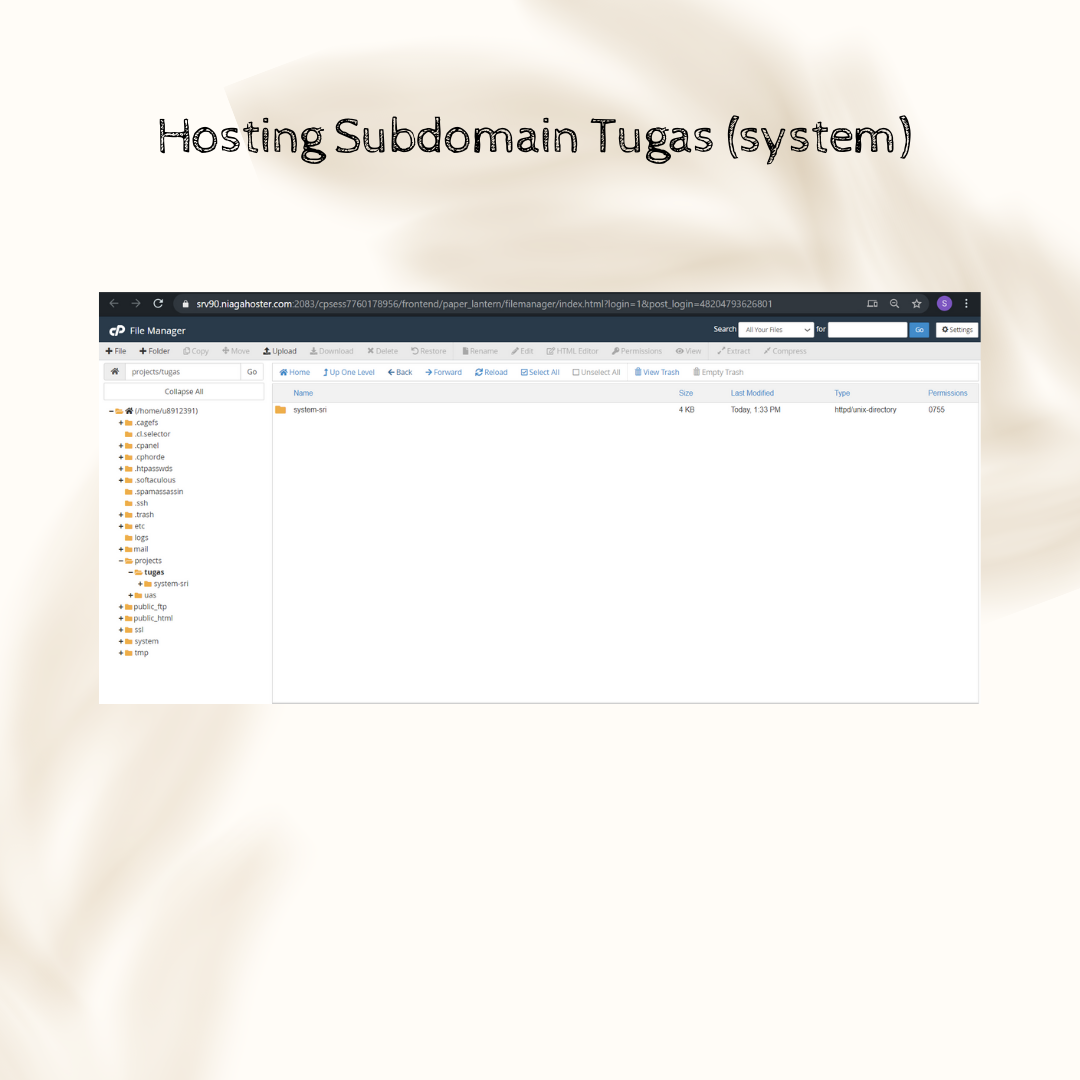 Hosting Subdomain Tugas (system)
srv90.niagahoster.com:2083/cpsess7760178956/frontend/paper_lantern/filemanager/index.html?login=1&post_login=48204793626801
S
cP File Manager
Search All Your Files for Go Settings
File Folder Copy Move Upload Download Delete Restore Rename Edit HTML Editor Permissions View Extract Compress
projects/tugas Go
Collapse All
(/home/u8912391)
.cagefs
.cl.selector
.cpanel
.cphorde
.htpasswds
.softaculous
.spamassassin
.ssh
.trash
etc
logs
mail
projects
tugas
system-sri
uas
public_ftp
public_html
ssl
system
tmp
Home Up One Level Back Forward Reload Select All Unselect All View Trash Empty Trash
Name Size Last Modified Type Permissions
system-sri 4 KB Today, 1:33 PM httpd/unix-directory 0755